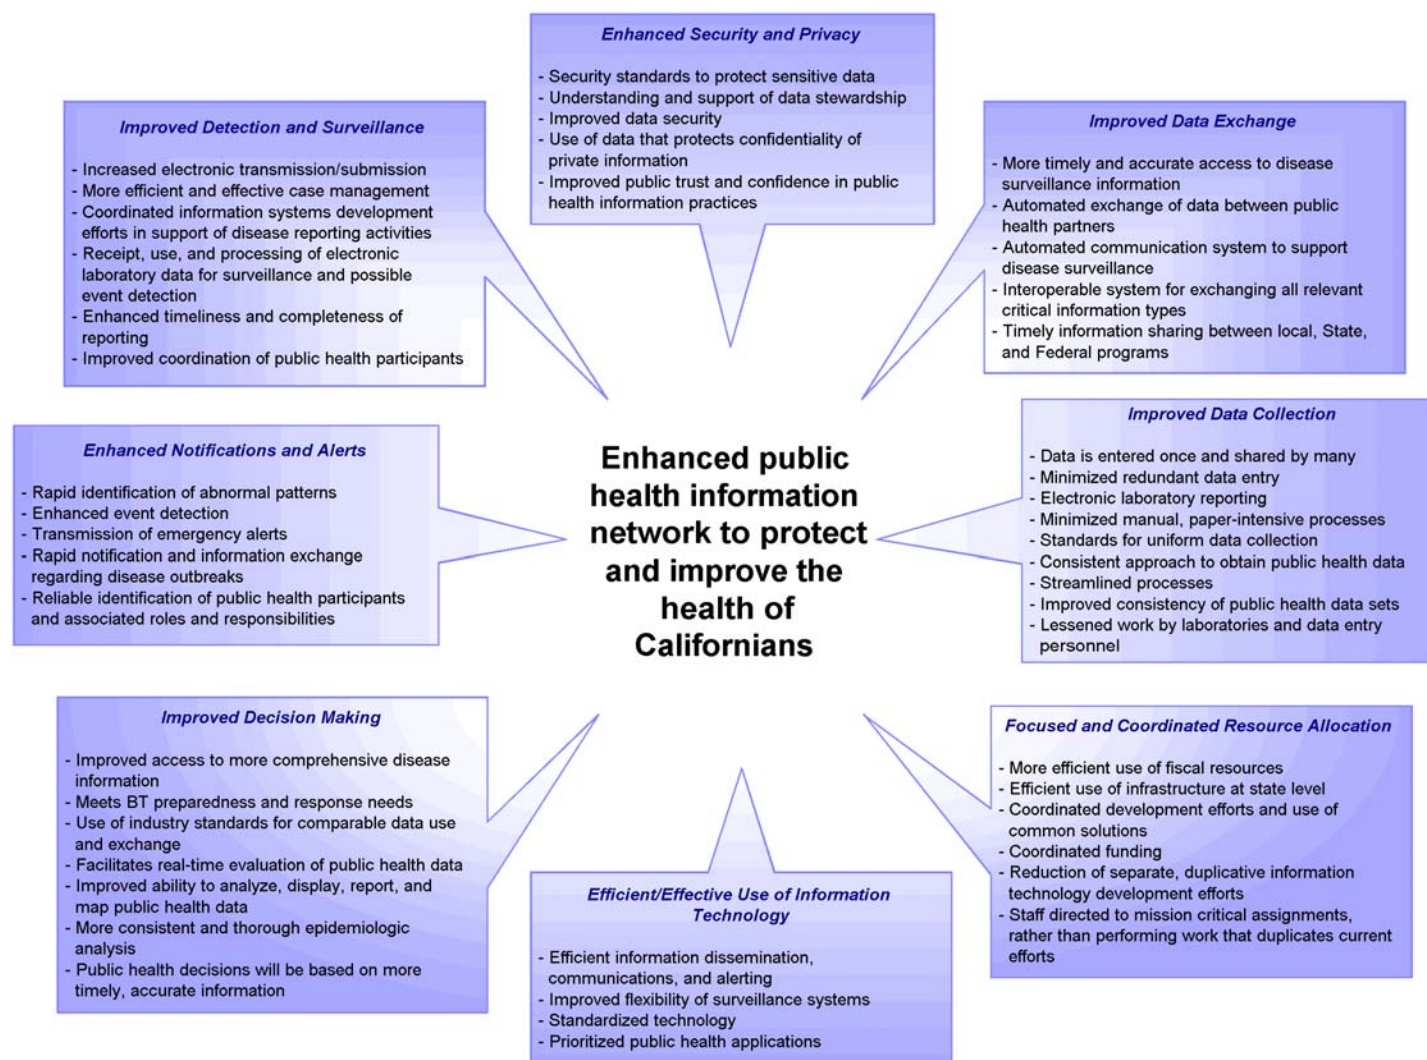 Enhanced Security and Privacy
- Security standards to protect sensitive data
- Understanding and support of data stewardship
- Improved data security
- Use of data that protects confidentiality of
private information
- Improved public trust and confidence in public
health information practices
Improved Detection and Surveillance
- Increased electronic transmission/submission
- More efficient and effective case management
- Coordinated information systems development
efforts in support of disease reporting activities
- Receipt, use, and processing of electronic
laboratory data for surveillance and possible
event detection
- Enhanced timeliness and completeness of
reporting
- Improved coordination of public health participants
Improved Data Exchange
- More timely and accurate access to disease
surveillance information
- Automated exchange of data between public
health partners
- Automated communication system to support
disease surveillance
- Interoperable system for exchanging all relevant
critical information types
- Timely information sharing between local, State,
and Federal programs
Enhanced Notifications and Alerts
- Rapid identification of abnormal patterns
- Enhanced event detection
- Transmission of emergency alerts
- Rapid notification and information exchange
regarding disease outbreaks
- Reliable identification of public health participants
and associated roles and responsibilities
Enhanced public
health information
network to protect
and improve the
health of
Californians
Improved Data Collection
- Data is entered once and shared by many
- Minimized redundant data entry
- Electronic laboratory reporting
- Minimized manual, paper-intensive processes
- Standards for uniform data collection
- Consistent approach to obtain public health data
- Streamlined processes
- Improved consistency of public health data sets
- Lessened work by laboratories and data entry
personnel
Improved Decision Making
- Improved access to more comprehensive disease
information
- Meets BT preparedness and response needs
- Use of industry standards for comparable data use
and exchange
- Facilitates real-time evaluation of public health data
- Improved ability to analyze, display, report, and
map public health data
- More consistent and thorough epidemiologic
analysis
- Public health decisions will be based on more
timely, accurate information
Efficient/Effective Use of Information
Technology
- Efficient information dissemination,
communications, and alerting
- Improved flexibility of surveillance systems
- Standardized technology
- Prioritized public health applications
Focused and Coordinated Resource Allocation
- More efficient use of fiscal resources
- Efficient use of infrastructure at state level
- Coordinated development efforts and use of
common solutions
- Coordinated funding
- Reduction of separate, duplicative information
technology development efforts
- Staff directed to mission critical assignments,
rather than performing work that duplicates current
efforts